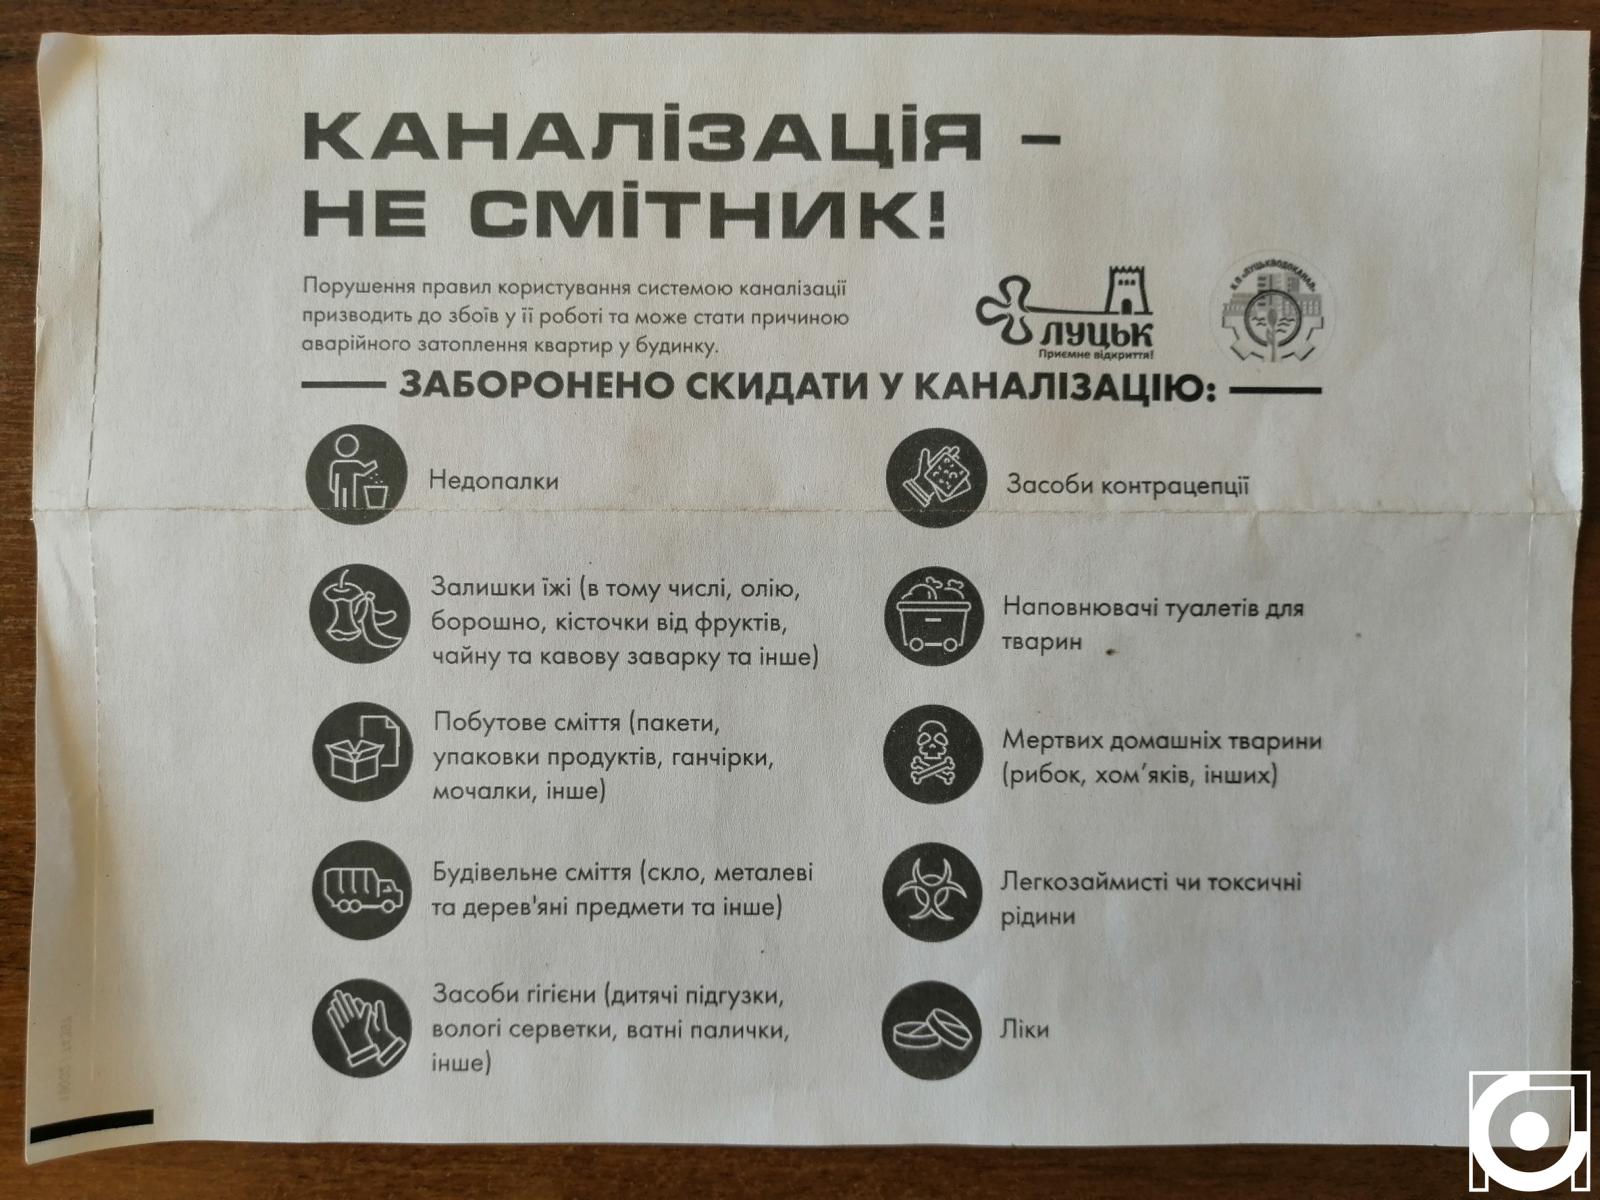 КАНАЛІЗАЦІЯ –
НЕ СМІТНИК!
Порушення правил користування системою каналізації
призводить до збоїв у її роботі та може стати причиною
аварійного затоплення квартир у будинку.
ЛУЦЬК
Приємне відкриття!
К.П. «ЛУЦЬКВОДОКАНАЛ»
ЗАБОРОНЕНО СКИДАТИ У КАНАЛІЗАЦІЮ:
Недопалки
Залишки їжі (в тому числі, олію,
борошно, кісточки від фруктів,
чайну та кавову заварку та інше)
Побутове сміття (пакети,
упаковки продуктів, ганчірки,
мочалки, інше)
Будівельне сміття (скло, металеві
та дерев'яні предмети та інше)
Засоби гігієни (дитячі підгузки,
вологі серветки, ватні палички,
інше)
Засоби контрацепції
Наповнювачі туалетів для
тварин
Мертвих домашніх тварини
(рибок, хом’яків, інших)
Легкозаймисті чи токсичні
рідини
Ліки